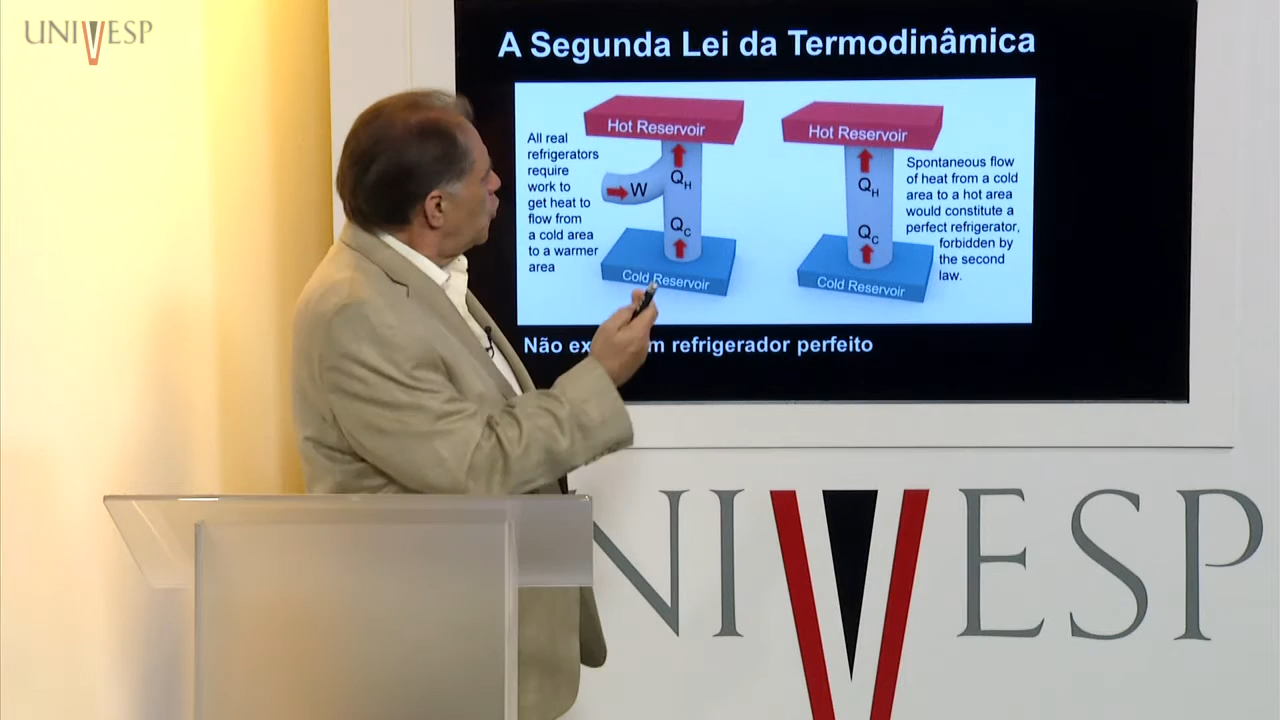 UNIVESP
A Segunda Lei da Termodinâmica
All real
refrigerators
require
work to
get heat to
flow from
a cold area
to a warmer
area
Hot Reservoir
QH
W
QC
Cold Reservoir
Hot Reservoir
QH
QC
Cold Reservoir
Spontaneous flow
of heat from a cold
area to a hot area
would constitute a
perfect refrigerator,
forbidden by
the second
law.
Não ex m refrigerador perfeito
NIVESP